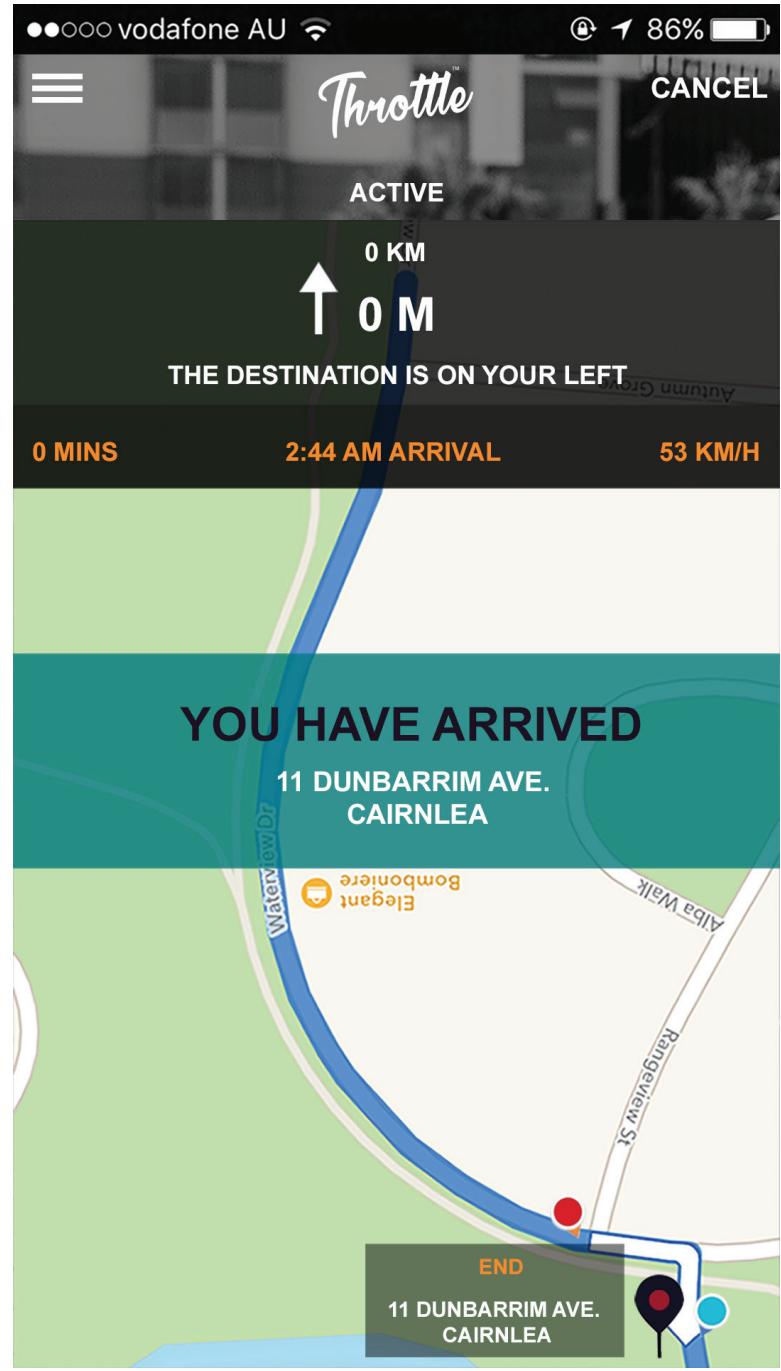 vodafone AU
86%
Throttle™
CANCEL
ACTIVE
0 KM
0 M
THE DESTINATION IS ON YOUR LEFT
Autumn Grove
0 MINS
2:44 AM ARRIVAL
53 KM/H
YOU HAVE ARRIVED
11 DUNBARRIM AVE.
CAIRNLEA
Waterview Dr
Elegant
Bomboniere
Alba Walk
Rangeview St
END
11 DUNBARRIM AVE.
CAIRNLEA